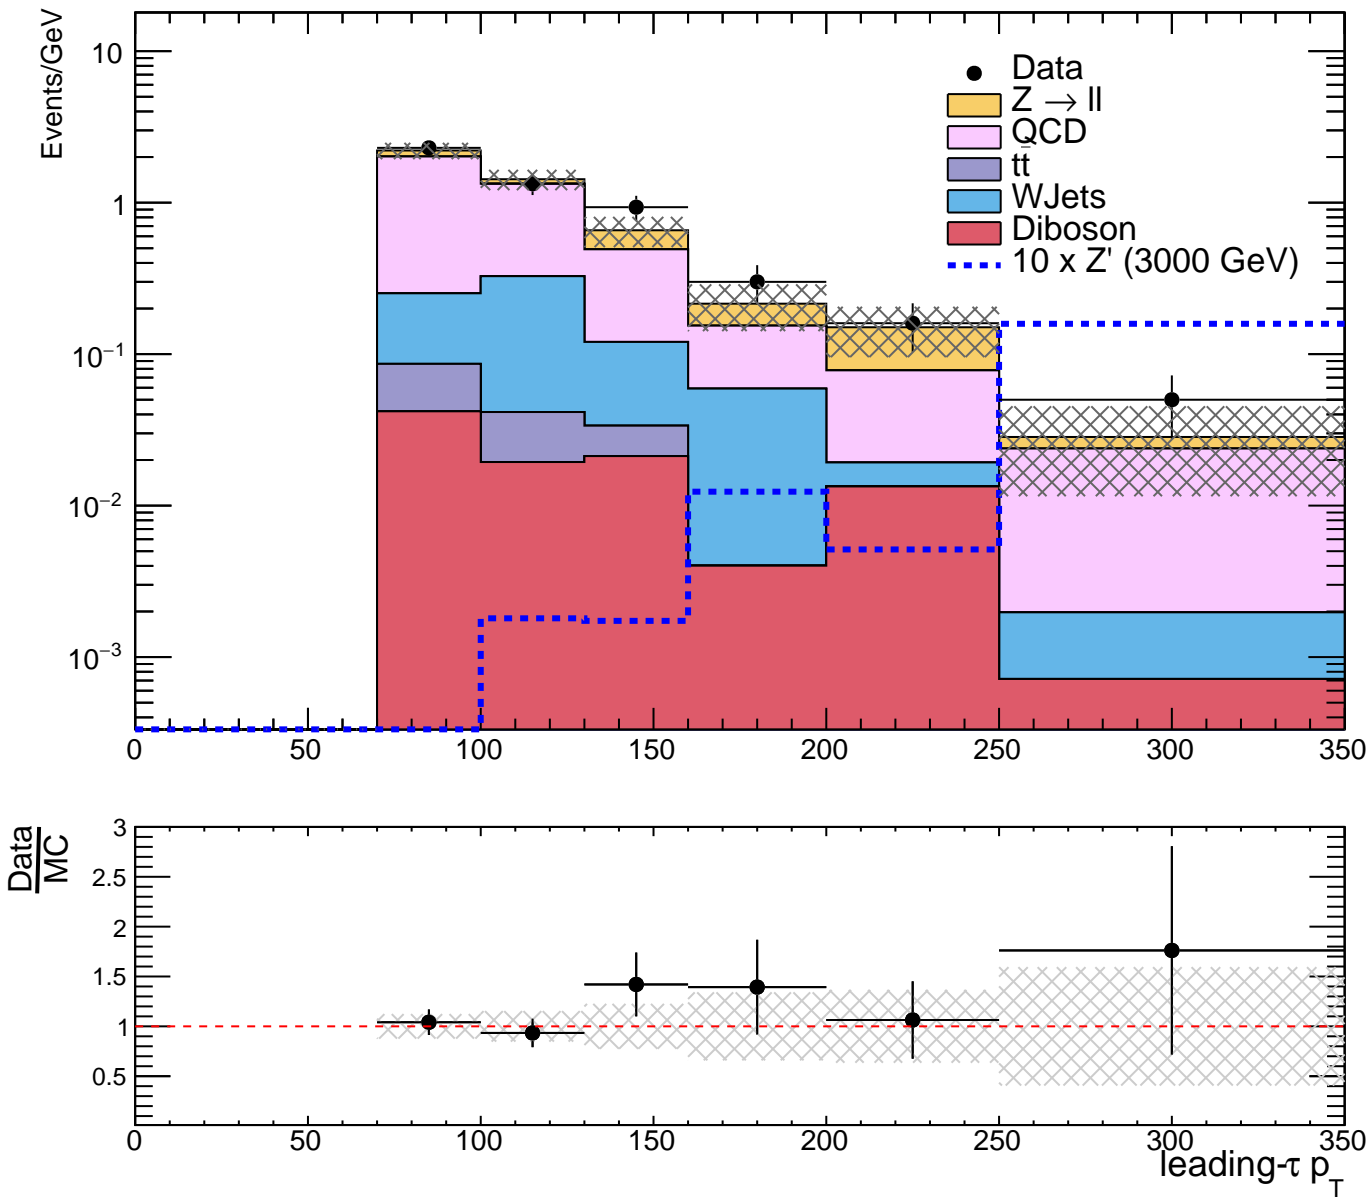 Events/GeV
10
1
10⁻¹
10⁻²
10⁻³
Data
Z → ll
QCD
tt̄
WJets
Diboson
10 x Z' (3000 GeV)
0 50 100 150 200 250 300 350
Data
MC
3
2.5
2
1.5
1
0.5
0 50 100 150 200 250 300 350
leading-τ p_T